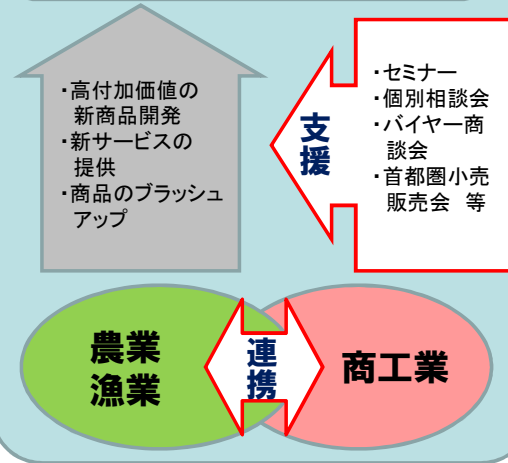 ・高付加価値の
新商品開発
・新サービスの
提供
・商品のブラッシュ
アップ
支援
・セミナー
・個別相談会
・バイヤー商
談会
・首都圏小売
販売会 等
農業
漁業
連携
商工業